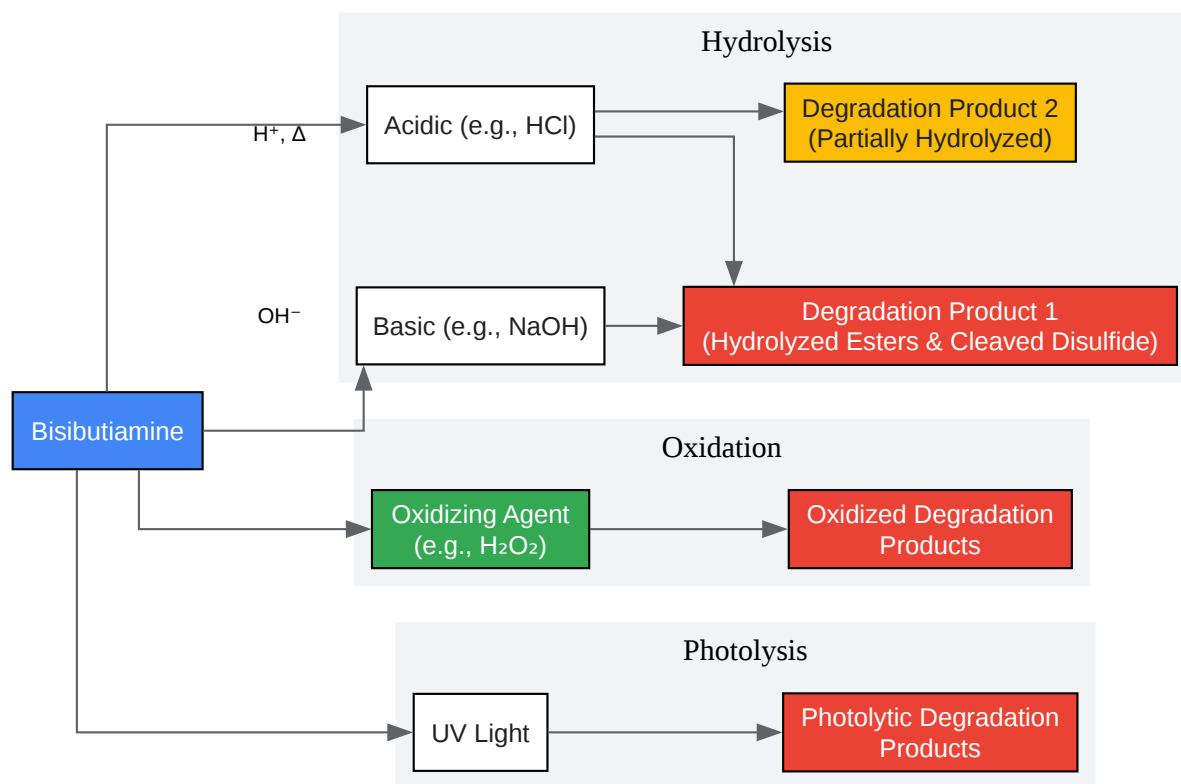 Hydrolysis
Acidic (e.g., HCl)
Degradation Product 2
(Partially Hydrolyzed)
H⁺, Δ
OH⁻
Basic (e.g., NaOH)
Degradation Product 1
(Hydrolyzed Esters & Cleaved Disulfide)
Bisibutiamine
Oxidation
Oxidizing Agent
(e.g., H₂O₂)
Oxidized Degradation
Products
Photolysis
UV Light
Photolytic Degradation
Products